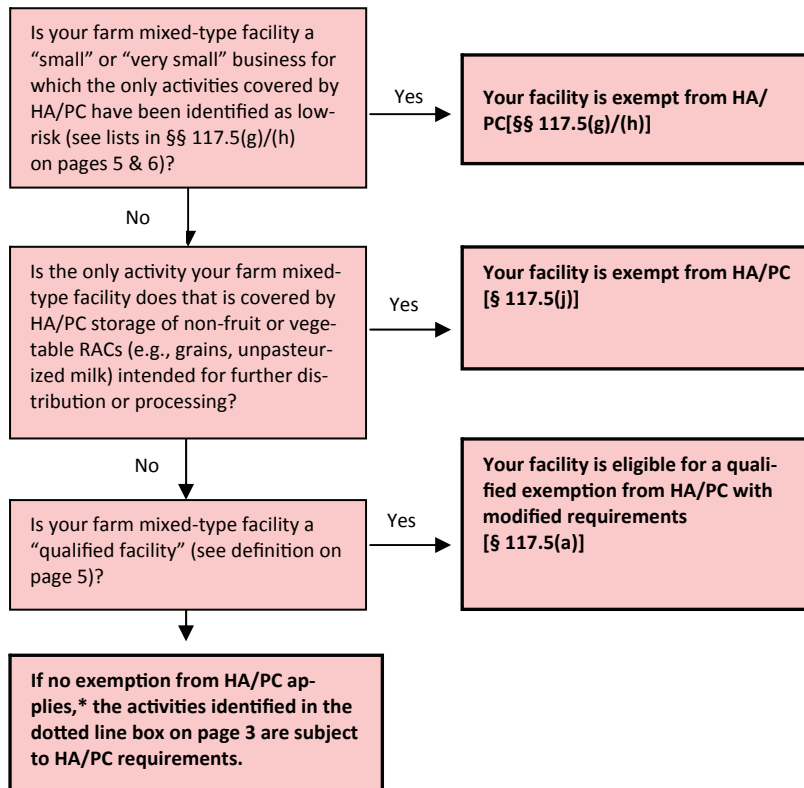 Is your farm mixed-type facility a
“small” or “very small” business for
which the only activities covered by
HA/PC have been identified as low-
risk (see lists in §§ 117.5(g)/(h)
on pages 5 & 6)?
Yes
Your facility is exempt from HA/
PC[§§ 117.5(g)/(h)]
No
Is the only activity your farm mixed-
type facility does that is covered by
HA/PC storage of non-fruit or vege-
table RACs (e.g., grains, unpasteur-
ized milk) intended for further dis-
tribution or processing?
Yes
Your facility is exempt from HA/PC
[§ 117.5(j)]
No
Is your farm mixed-type facility a
“qualified facility” (see definition on
page 5)?
Yes
Your facility is eligible for a quali-
fied exemption from HA/PC with
modified requirements
[§ 117.5(a)]
If no exemption from HA/PC ap-
plies,* the activities identified in the
dotted line box on page 3 are subject
to HA/PC requirements.